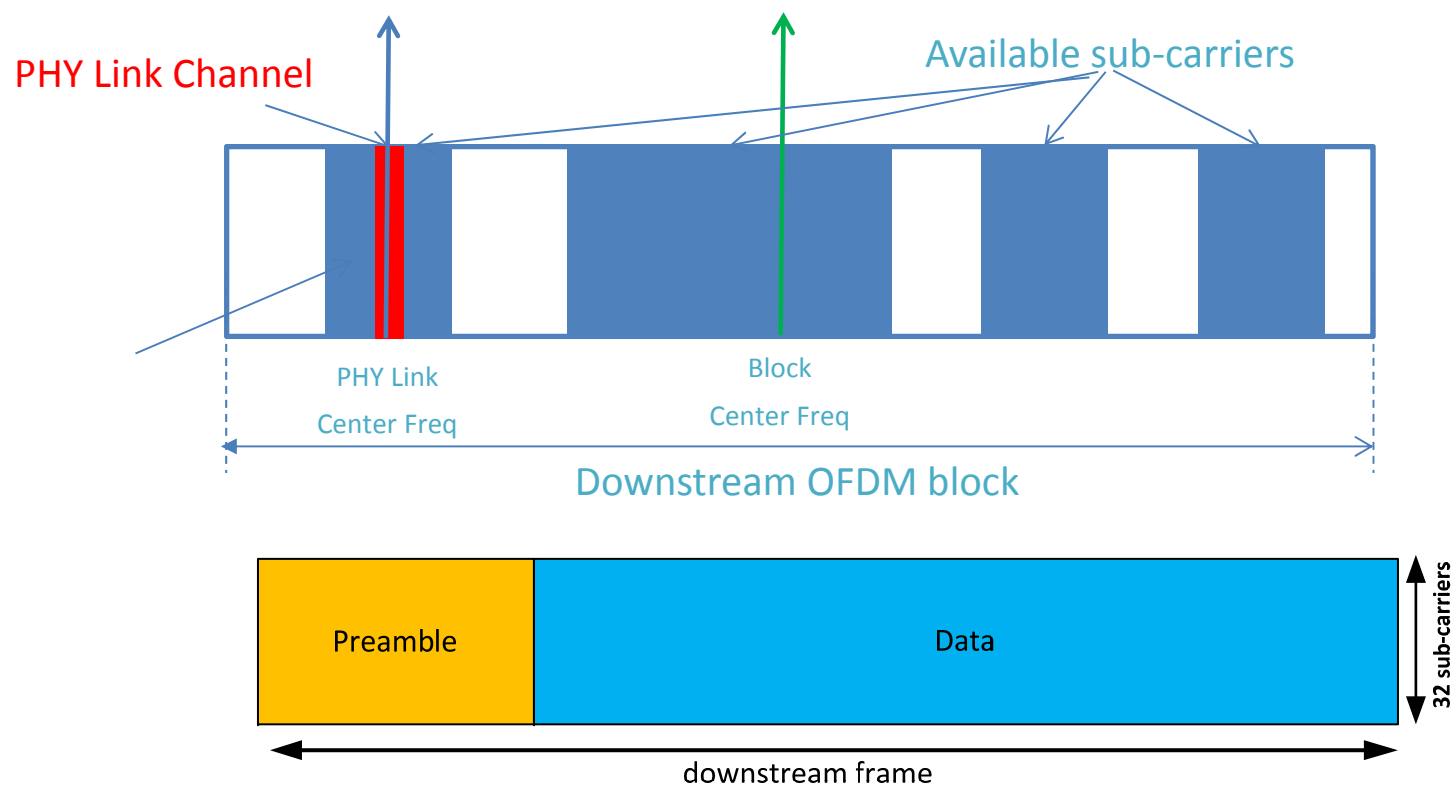 Available sub-carriers
PHY Link Channel
PHY Link
Center Freq
Block
Center Freq
Downstream OFDM block
Preamble
Data
32 sub-carriers
downstream frame